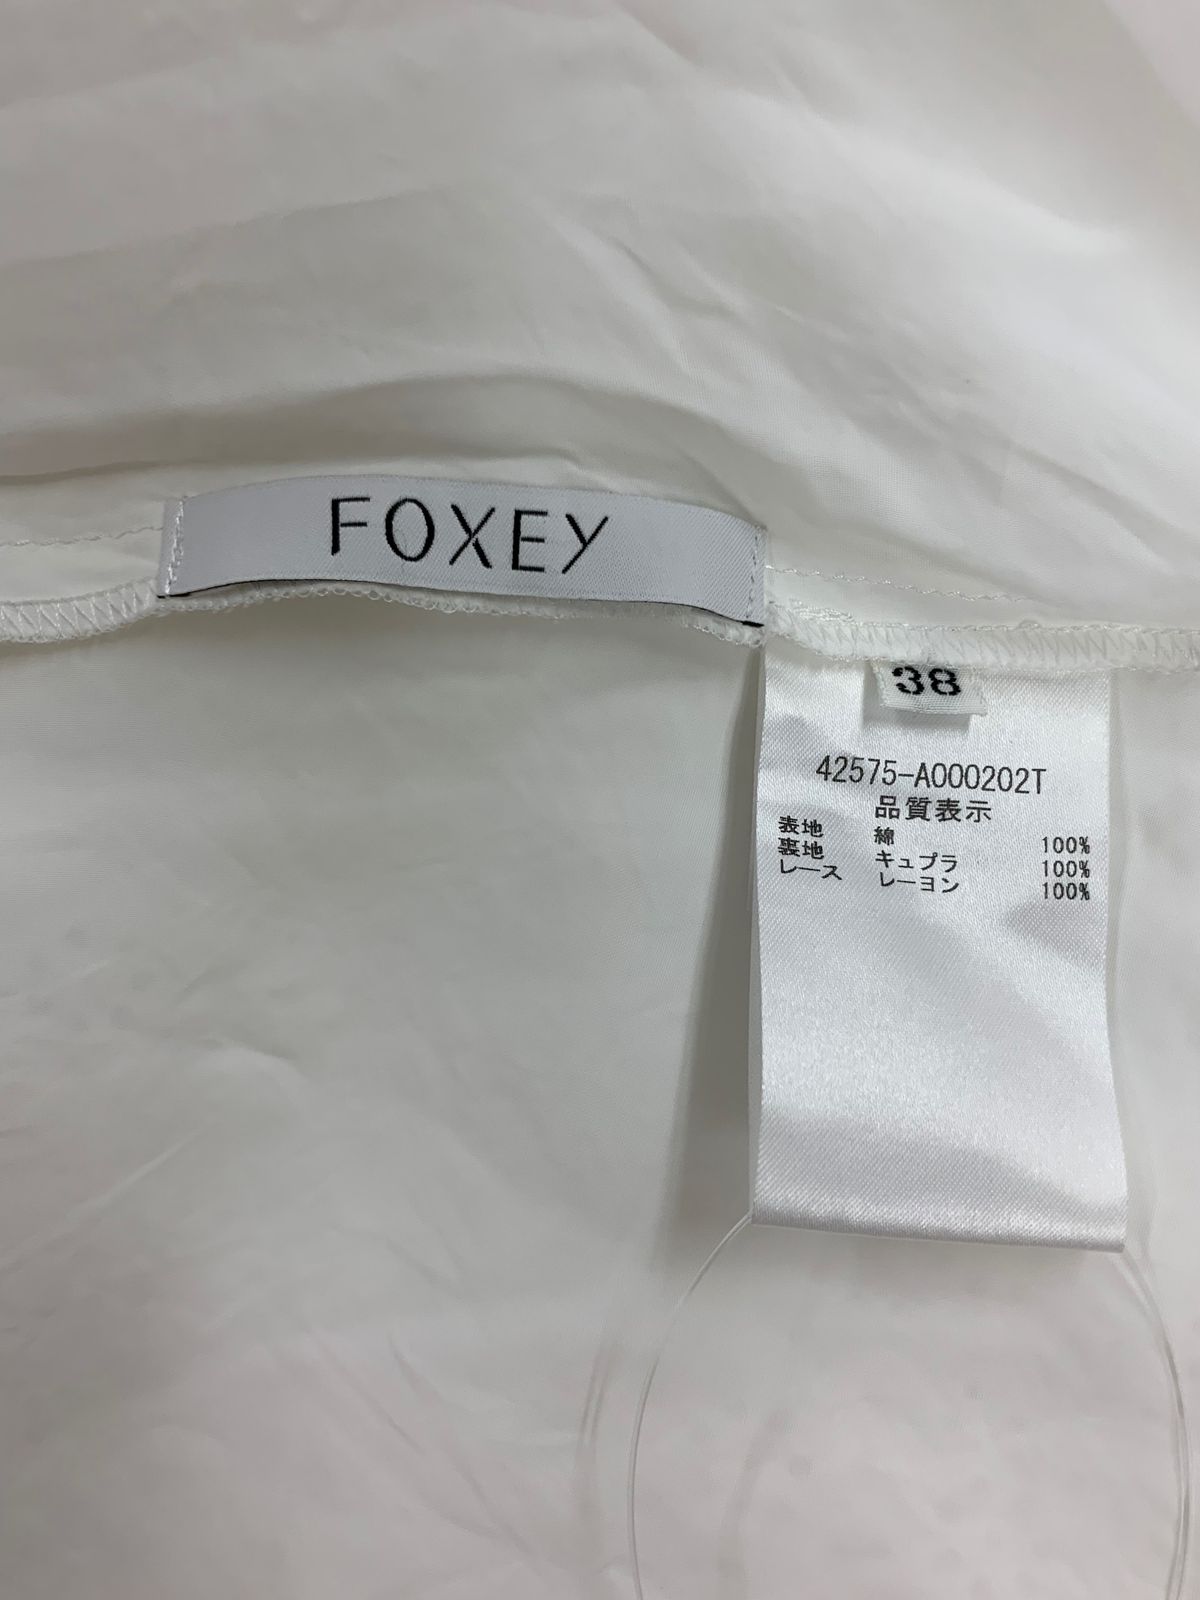 FOXEY
38
42575-A000202T
品質表示
表地 綿 100%
裏地 キュプラ 100%
レース レーヨン 100%